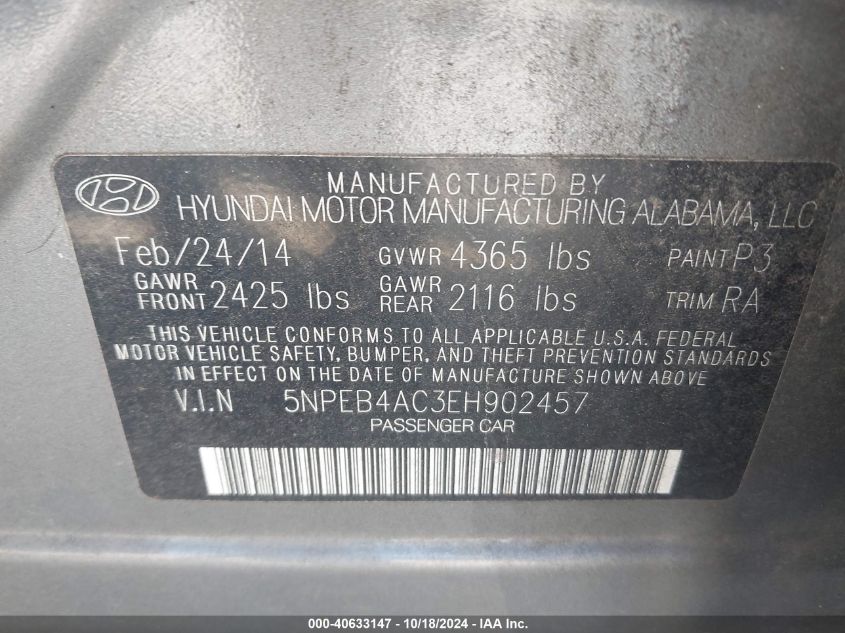 MANUFACTURED BY
HYUNDAI MOTOR MANUFACTURING ALABAMA, LLC
Feb/24/14 GVWR 4365 lbs PAINT P3
GAWR FRONT 2425 lbs GAWR REAR 2116 lbs TRIM RA
THIS VEHICLE CONFORMS TO ALL APPLICABLE U.S.A. FEDERAL
MOTOR VEHICLE SAFETY, BUMPER, AND THEFT PREVENTION STANDARDS
IN EFFECT ON THE DATE OF MANUFACTURE SHOWN ABOVE
V.I.N 5NPEB4AC3EH902457
PASSENGER CAR
000-40633147 - 10/18/2024 - IAA Inc.